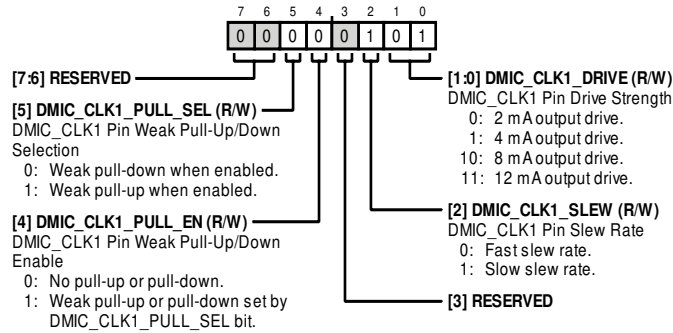 7 6 5 4 3 2 1 0
0 0 0 0 0 1 0 1
[7:6] RESERVED
[5] DMIC_CLK1_PULL_SEL (R/W)
DMIC_CLK1 Pin Weak Pull-Up/Down
Selection
0: Weak pull-down when enabled.
1: Weak pull-up when enabled.
[4] DMIC_CLK1_PULL_EN (R/W)
DMIC_CLK1 Pin Weak Pull-Up/Down
Enable
0: No pull-up or pull-down.
1: Weak pull-up or pull-down set by
DMIC_CLK1_PULL_SEL bit.
[1:0] DMIC_CLK1_DRIVE (R/W)
DMIC_CLK1 Pin Drive Strength
0: 2 mA output drive.
1: 4 mA output drive.
10: 8 mA output drive.
11: 12 mA output drive.
[2] DMIC_CLK1_SLEW (R/W)
DMIC_CLK1 Pin Slew Rate
0: Fast slew rate.
1: Slow slew rate.
[3] RESERVED